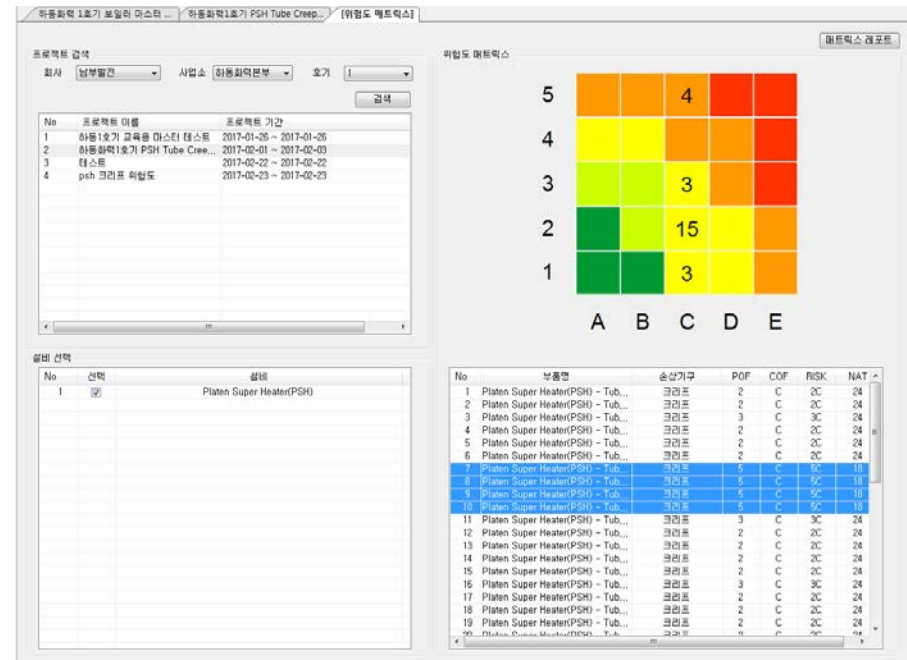 하동화력 1호기 보일러 마스터 ...
하동화력1호기 PSH Tube Creep...
[위험도 매트릭스]
매트릭스 레포트
프로젝트 검색
회사 남부발전 사업소 하동화력본부 호기 1
검색
No 프로젝트 이름 프로젝트 기간
1 하동1호기 교육용 마스터 테스트 2017-01-26 ~ 2017-01-26
2 하동화력1호기 PSH Tube Cree... 2017-02-01 ~ 2017-02-03
3 테스트 2017-02-22 ~ 2017-02-22
4 psh 크리프 위험도 2017-02-23 ~ 2017-02-23
설비 선택
No 선택 설비
1 Platen Super Heater(PSH)
위험도 매트릭스
5 4
4
3 3
2 15
1 3
A B C D E
No 부품명 손상기구 POF COF RISK NAT
1 Platen Super Heater(PSH) - Tub... 크리프 2 C 2C 24
2 Platen Super Heater(PSH) - Tub... 크리프 2 C 2C 24
3 Platen Super Heater(PSH) - Tub... 크리프 3 C 3C 24
4 Platen Super Heater(PSH) - Tub... 크리프 2 C 2C 24
5 Platen Super Heater(PSH) - Tub... 크리프 2 C 2C 24
6 Platen Super Heater(PSH) - Tub... 크리프 2 C 2C 24
7 Platen Super Heater(PSH) - Tub... 크리프 5 C 5C 18
8 Platen Super Heater(PSH) - Tub... 크리프 5 C 5C 18
9 Platen Super Heater(PSH) - Tub... 크리프 5 C 5C 18
10 Platen Super Heater(PSH) - Tub... 크리프 5 C 5C 18
11 Platen Super Heater(PSH) - Tub... 크리프 3 C 3C 24
12 Platen Super Heater(PSH) - Tub... 크리프 2 C 2C 24
13 Platen Super Heater(PSH) - Tub... 크리프 2 C 2C 24
14 Platen Super Heater(PSH) - Tub... 크리프 2 C 2C 24
15 Platen Super Heater(PSH) - Tub... 크리프 2 C 2C 24
16 Platen Super Heater(PSH) - Tub... 크리프 3 C 3C 24
17 Platen Super Heater(PSH) - Tub... 크리프 2 C 2C 24
18 Platen Super Heater(PSH) - Tub... 크리프 2 C 2C 24
19 Platen Super Heater(PSH) - Tub... 크리프 2 C 2C 24